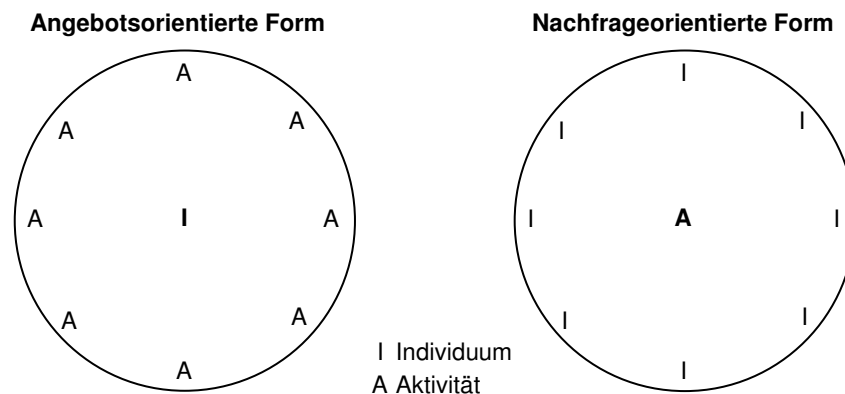 Angebotsorientierte Form
A
A
A
A
I
A
A
A
A
Nachfrageorientierte Form
I
I
I
I
A
I
I
I
I
I Individuum
A Aktivität